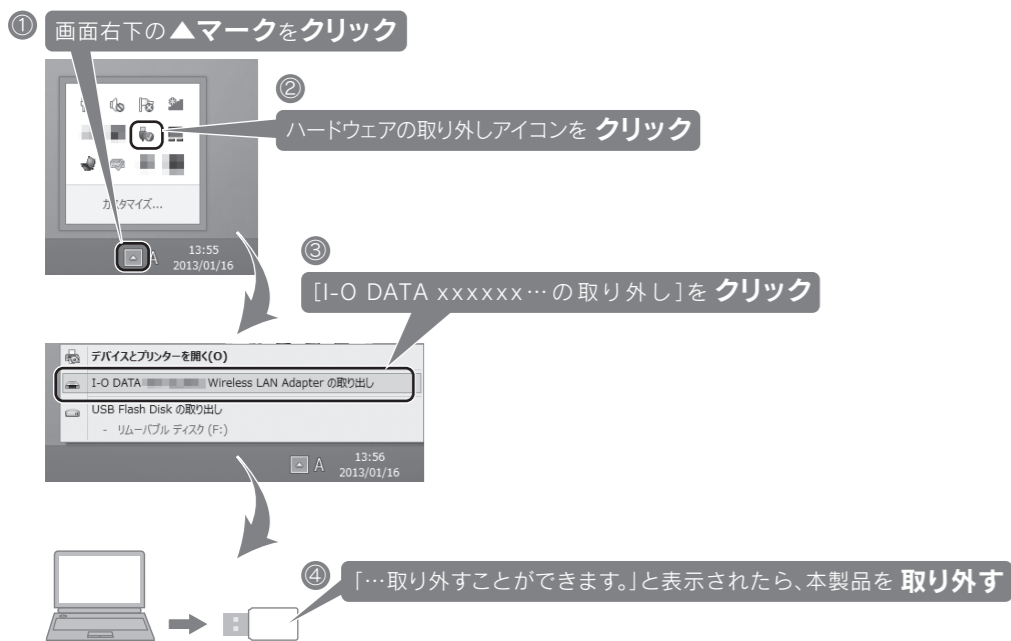 ①
画面右下の▲マークをクリック
②
ハードウェアの取り外しアイコンを クリック
カスタマイズ...
A
13:55
2013/01/16
③
[I-O DATA xxxxxx…の取り外し]を クリック
デバイスとプリンターを開く(O)
I-O DATA Wireless LAN Adapter の取り出し
USB Flash Disk の取り出し
- リムーバブル ディスク (F:)
A
13:56
2013/01/16
④
「…取り外すことができます。」と表示されたら、本製品を 取り外す